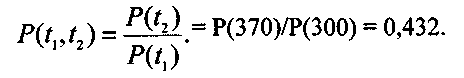 P(t₁,t₂) = P(t₂)/P(t₁). = P(370)/P(300) = 0,432.